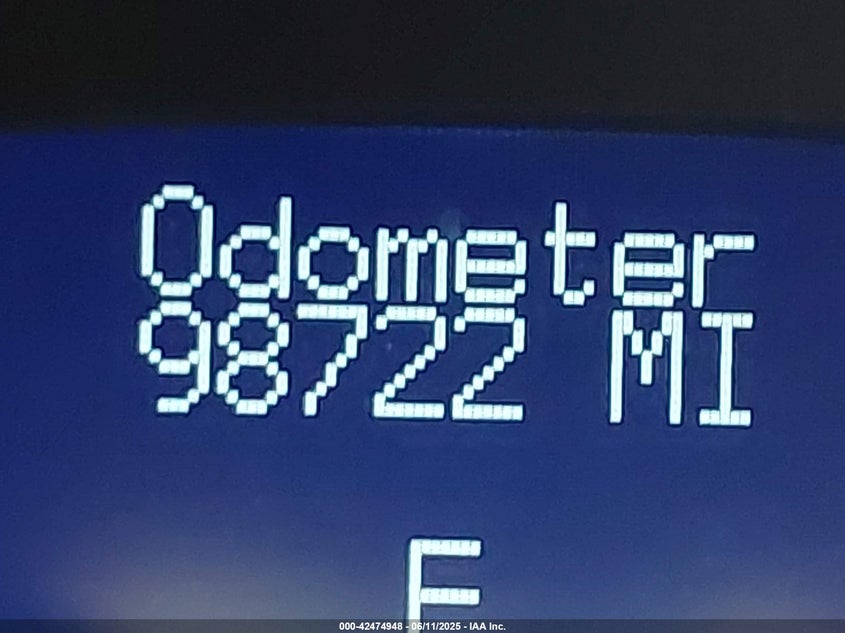 Odometer
98722 MI
F
000-42474948 - 06/11/2025 - IAA Inc.